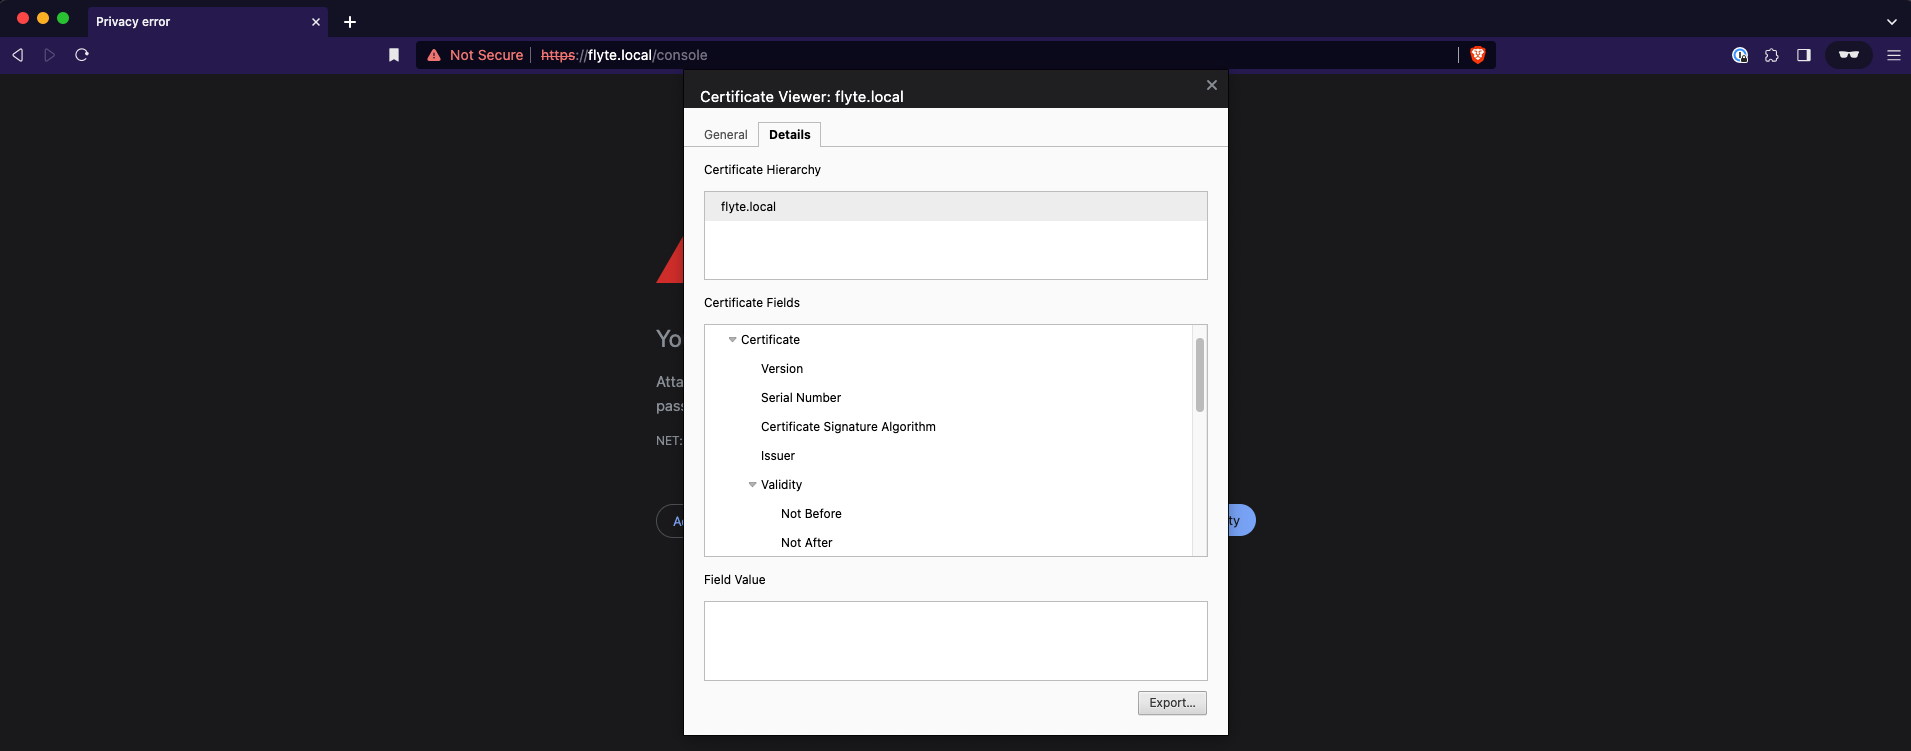 Privacy error
Not Secure https://flyte.local/console
Certificate Viewer: flyte.local
General Details
Certificate Hierarchy
flyte.local
Certificate Fields
Certificate
Version
Serial Number
Certificate Signature Algorithm
Issuer
Validity
Not Before
Not After
Field Value
Export...
Yo
Atta
pass
NET:
A
ty